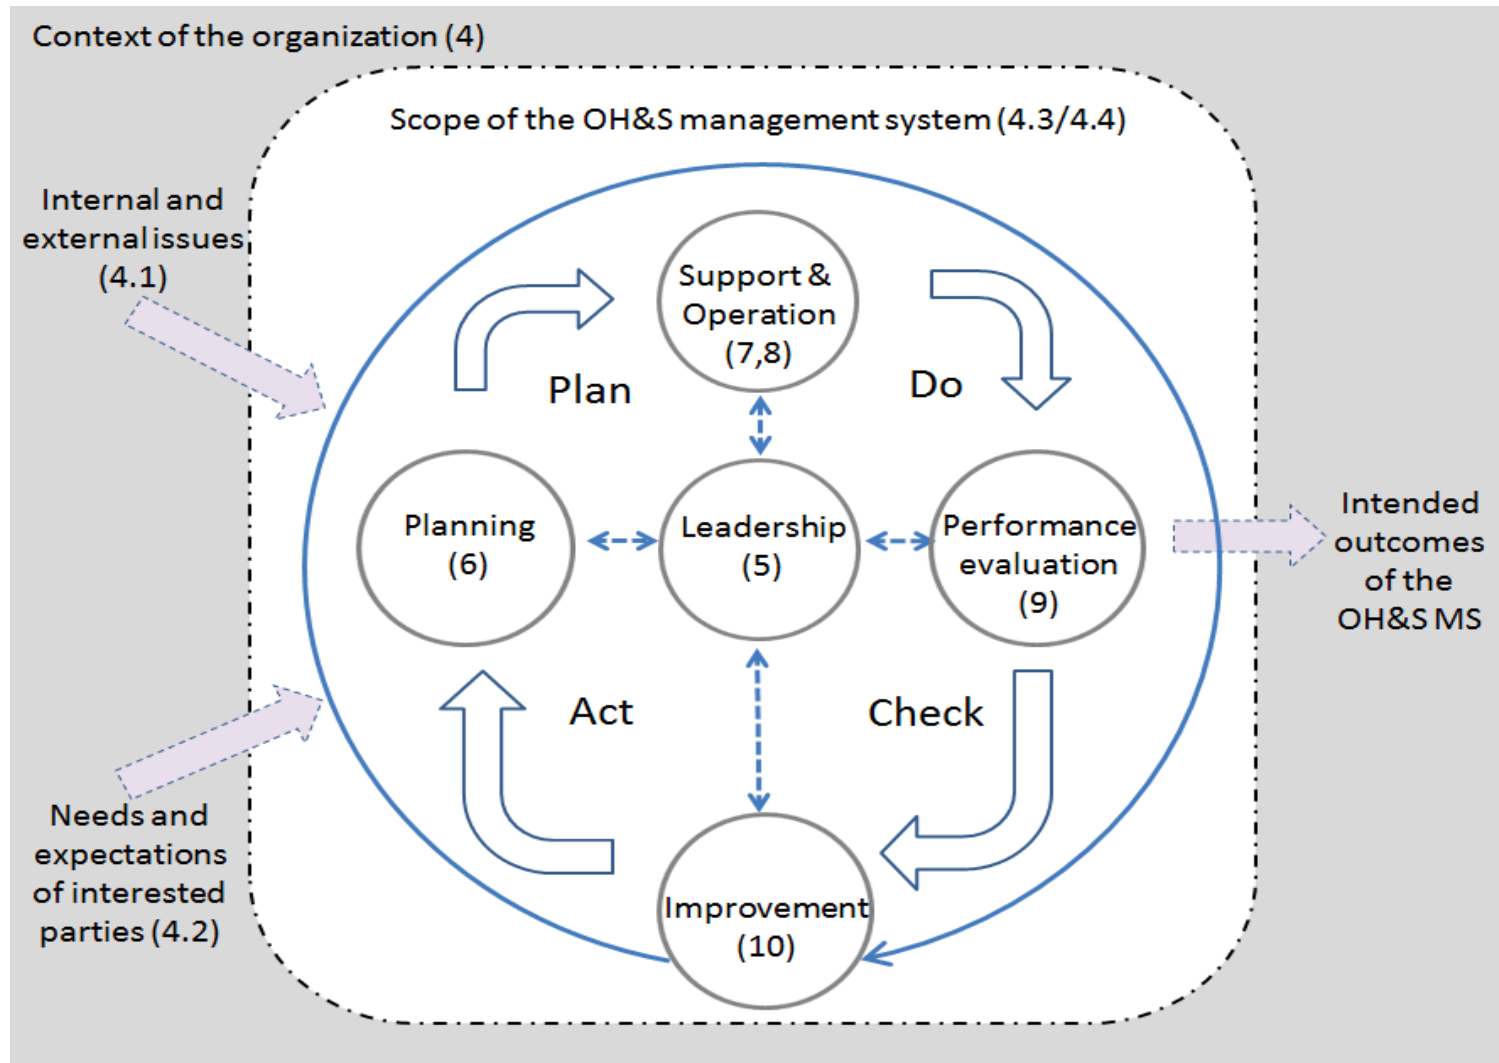 Context of the organization (4)
Scope of the OH&S management system (4.3/4.4)
Internal and
external issues
(4.1)
Support &
Operation
(7,8)
Plan
Do
Planning
(6)
Leadership
(5)
Performance
evaluation
(9)
Intended
outcomes
of the
OH&S MS
Act
Check
Needs and
expectations
of interested
parties (4.2)
Improvement
(10)